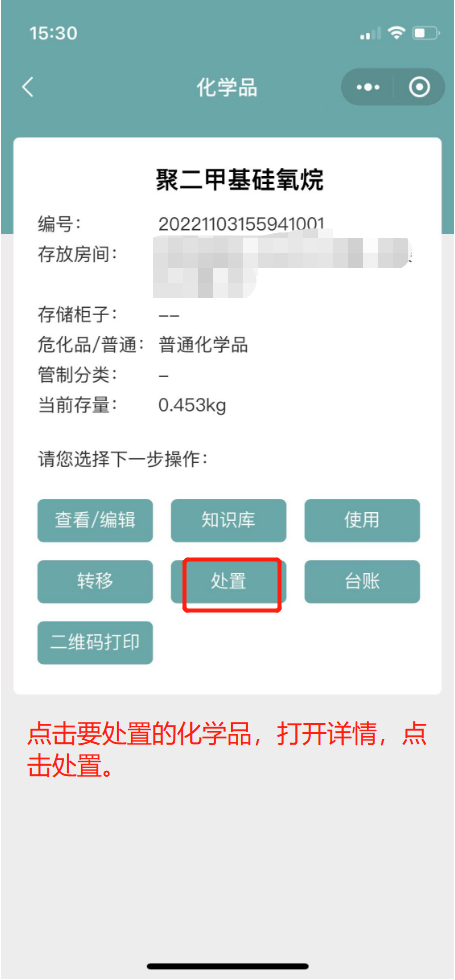 15:30
化学品
聚二甲基硅氧烷
编号： 20221103155941001
存放房间：
存储柜子： --
危化品/普通： 普通化学品
管制分类： –
当前存量： 0.453kg
请您选择下一步操作：
查看/编辑 知识库 使用
转移 处置 台账
二维码打印
点击要处置的化学品，打开详情，点
击处置。